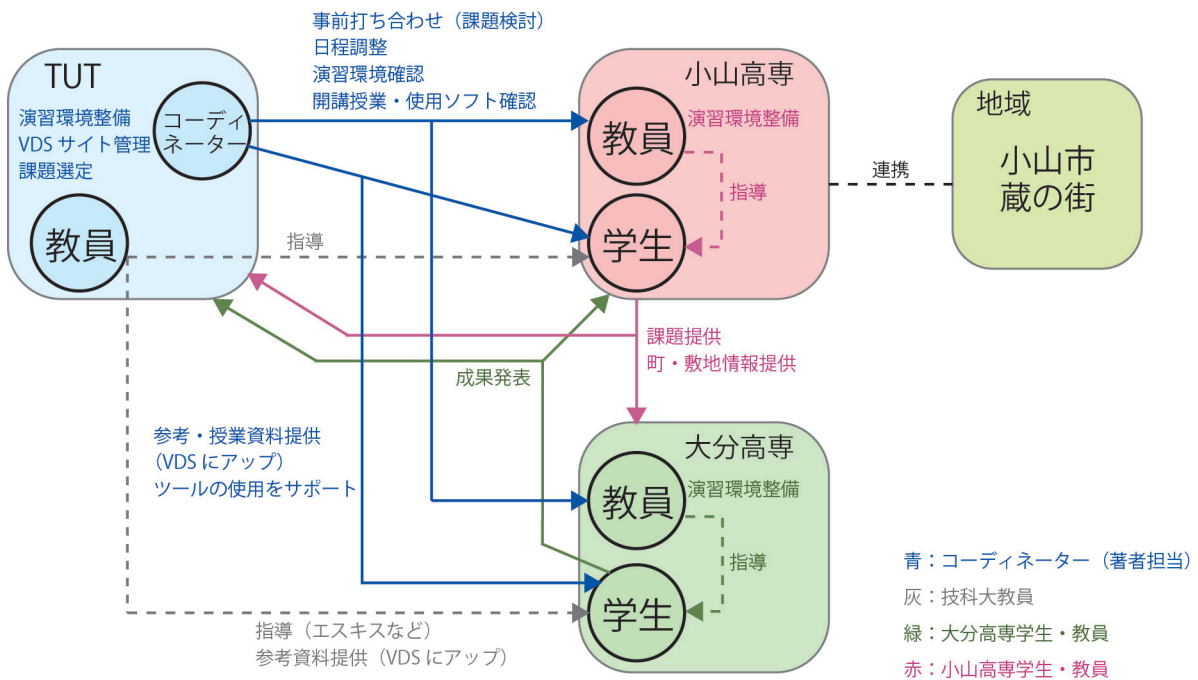 事前打ち合わせ（課題検討）
日程調整
演習環境確認
開講授業・使用ソフト確認
TUT
コーディ
ネーター
演習環境整備
VDS サイト管理
課題選定
教員
指導
小山高専
教員
演習環境整備
指導
学生
連携
地域
小山市
蔵の街
課題提供
町・敷地情報提供
成果発表
参考・授業資料提供
（VDS にアップ）
ツールの使用をサポート
大分高専
教員
演習環境整備
指導
学生
指導（エスキスなど）
参考資料提供（VDS にアップ）
青：コーディネーター（著者担当）
灰：技科大教員
緑：大分高専学生・教員
赤：小山高専学生・教員